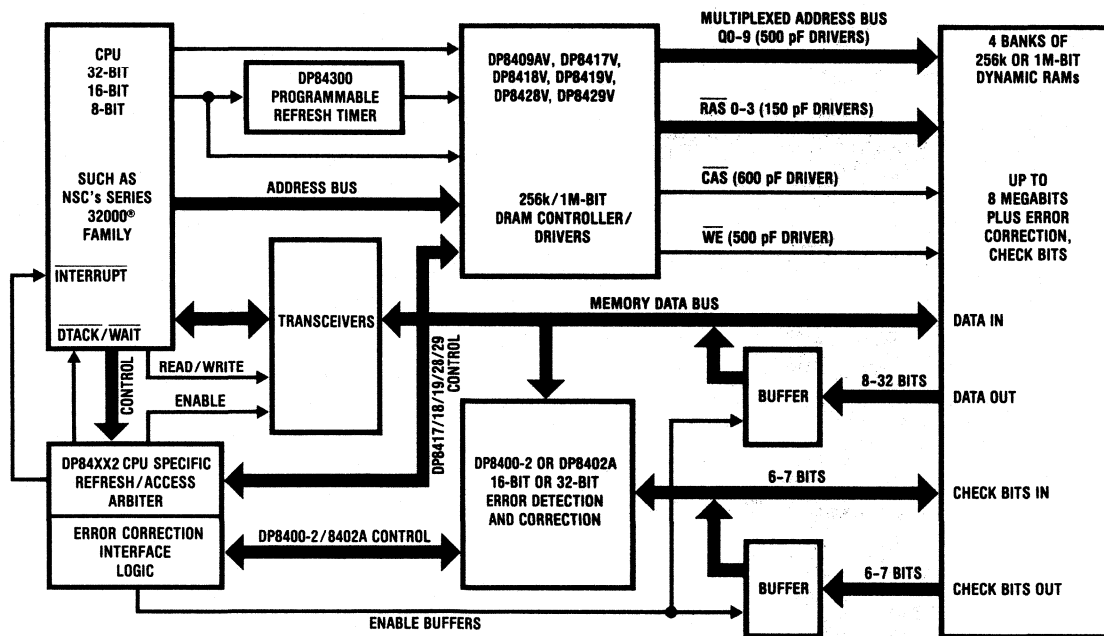 CPU
32-BIT
16-BIT
8-BIT
SUCH AS
NSC's SERIES
32000®
FAMILY
INTERRUPT
DTACK/WAIT
DP84300
PROGRAMMABLE
REFRESH TIMER
ADDRESS BUS
DP8409AV, DP8417V,
DP8418V, DP8419V,
DP8428V, DP8429V
256k/1M-BIT
DRAM CONTROLLER/
DRIVERS
MULTIPLEXED ADDRESS BUS
Q0-9 (500 pF DRIVERS)
RAS 0-3 (150 pF DRIVERS)
CAS (600 pF DRIVER)
WE (500 pF DRIVER)
4 BANKS OF
256k OR 1M-BIT
DYNAMIC RAMs
UP TO
8 MEGABITS
PLUS ERROR
CORRECTION,
CHECK BITS
DATA IN
DATA OUT
CHECK BITS IN
CHECK BITS OUT
TRANSCEIVERS
MEMORY DATA BUS
CONTROL
READ/WRITE
ENABLE
DP8417/18/19/28/29
CONTROL
BUFFER
8-32 BITS
DP84XX2 CPU SPECIFIC
REFRESH/ACCESS
ARBITER
ERROR CORRECTION
INTERFACE
LOGIC
DP8400-2/8402A CONTROL
DP8400-2 OR DP8402A
16-BIT OR 32-BIT
ERROR DETECTION
AND CORRECTION
6-7 BITS
BUFFER
6-7 BITS
ENABLE BUFFERS